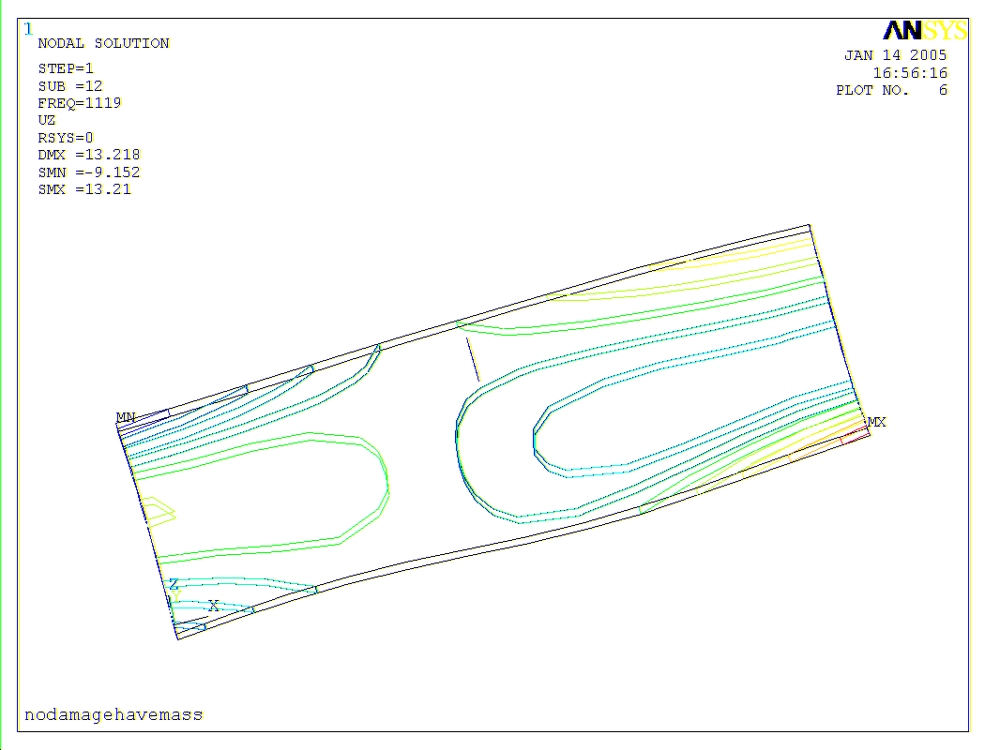 1
NODAL SOLUTION
STEP=1
SUB =12
FREQ=1119
UZ
RSYS=0
DMX =13.218
SMN =-9.152
SMX =13.21
ANSYS
JAN 14 2005
16:56:16
PLOT NO. 6
MN
MX
Z
Y
X
nodamagehavemass